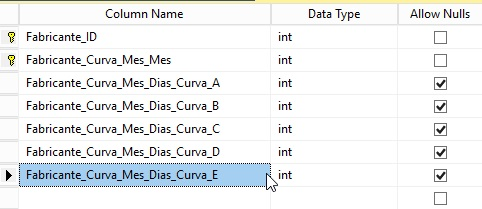 Column Name Data Type Allow Nulls
Fabricante_ID int
Fabricante_Curva_Mes_Mes int
Fabricante_Curva_Mes_Dias_Curva_A int
Fabricante_Curva_Mes_Dias_Curva_B int
Fabricante_Curva_Mes_Dias_Curva_C int
Fabricante_Curva_Mes_Dias_Curva_D int
Fabricante_Curva_Mes_Dias_Curva_E int